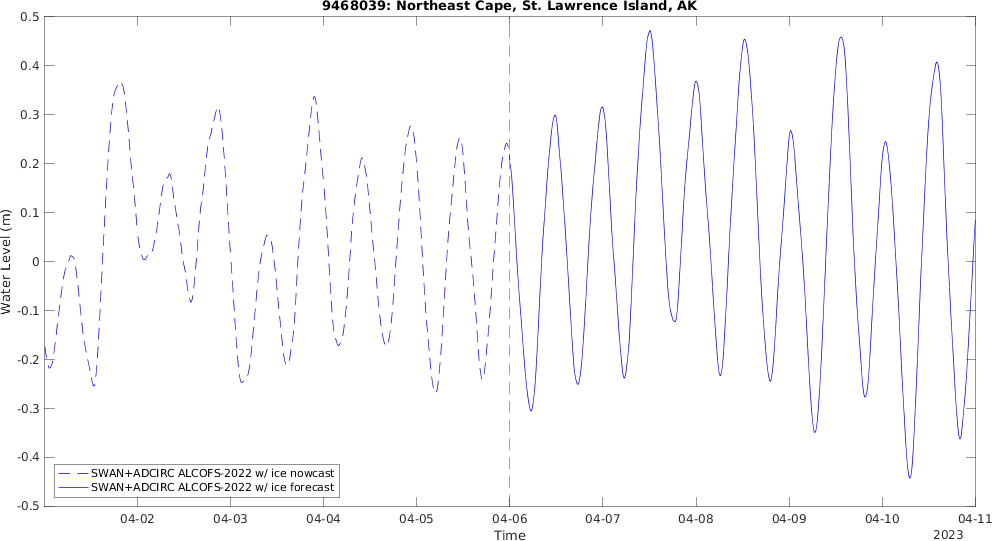 9468039: Northeast Cape, St. Lawrence Island, AK
0.5
0.4
0.3
0.2
0.1
0
-0.1
-0.2
-0.3
-0.4
-0.5
Water Level (m)
SWAN+ADCIRC ALCOFS-2022 w/ ice nowcast
SWAN+ADCIRC ALCOFS-2022 w/ ice forecast
04-02 04-03 04-04 04-05 04-06 04-07 04-08 04-09 04-10 04-11
Time
2023